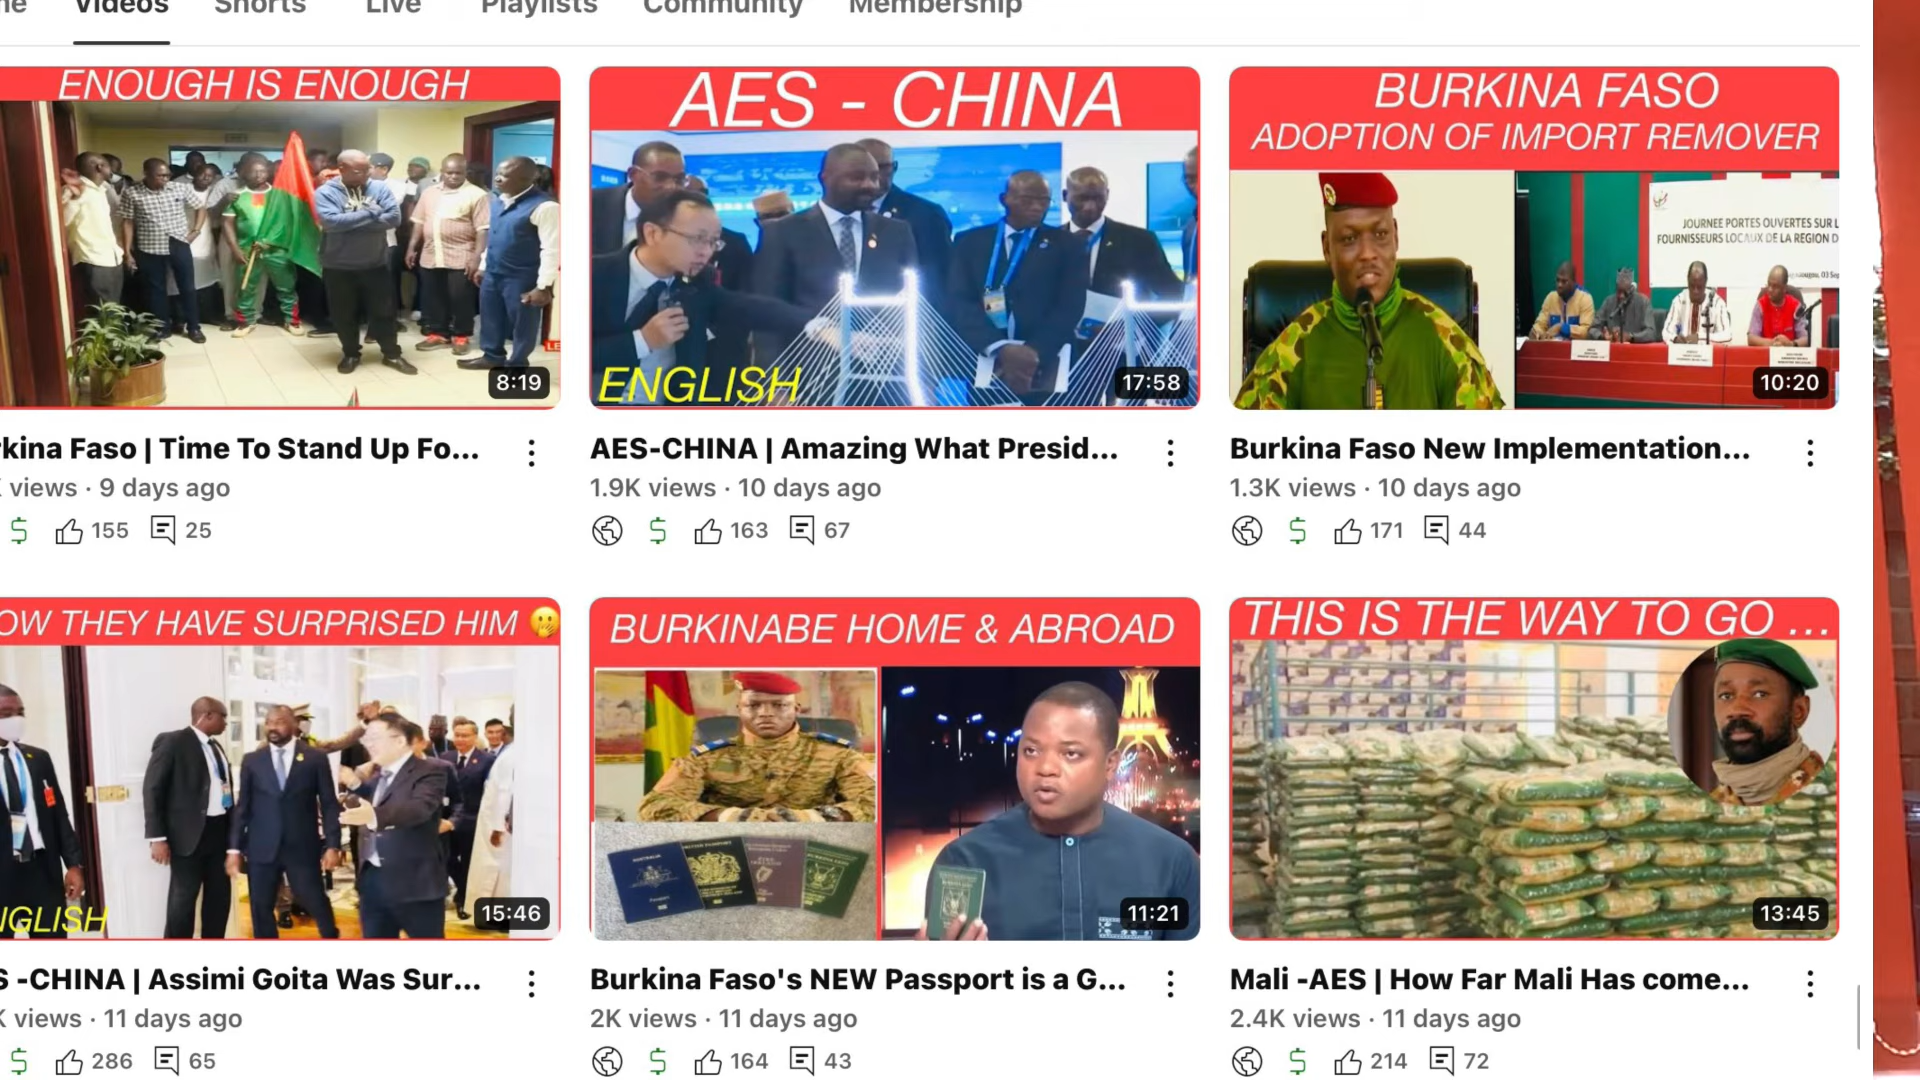 Videos
Shorts
Live
Playlists
Community
Membership
ENOUGH IS ENOUGH
8:19
AES - CHINA
ENGLISH
17:58
BURKINA FASO
ADOPTION OF IMPORT REMOVER
JOURNEE PORTES OUVERTES SUR L
FOURNISSEURS LOCAUX DE LA REGION D
10:20
rkina Faso | Time To Stand Up Fo...
views · 9 days ago
155
25
AES-CHINA | Amazing What Presid...
1.9K views · 10 days ago
163
67
Burkina Faso New Implementation...
1.3K views · 10 days ago
171
44
OW THEY HAVE SURPRISED HIM 🤭
NGLISH
15:46
BURKINABE HOME & ABROAD
11:21
THIS IS THE WAY TO GO ...
13:45
S -CHINA | Assimi Goita Was Sur...
views · 11 days ago
286
65
Burkina Faso's NEW Passport is a G...
2K views · 11 days ago
164
43
Mali -AES | How Far Mali Has come...
2.4K views · 11 days ago
214
72